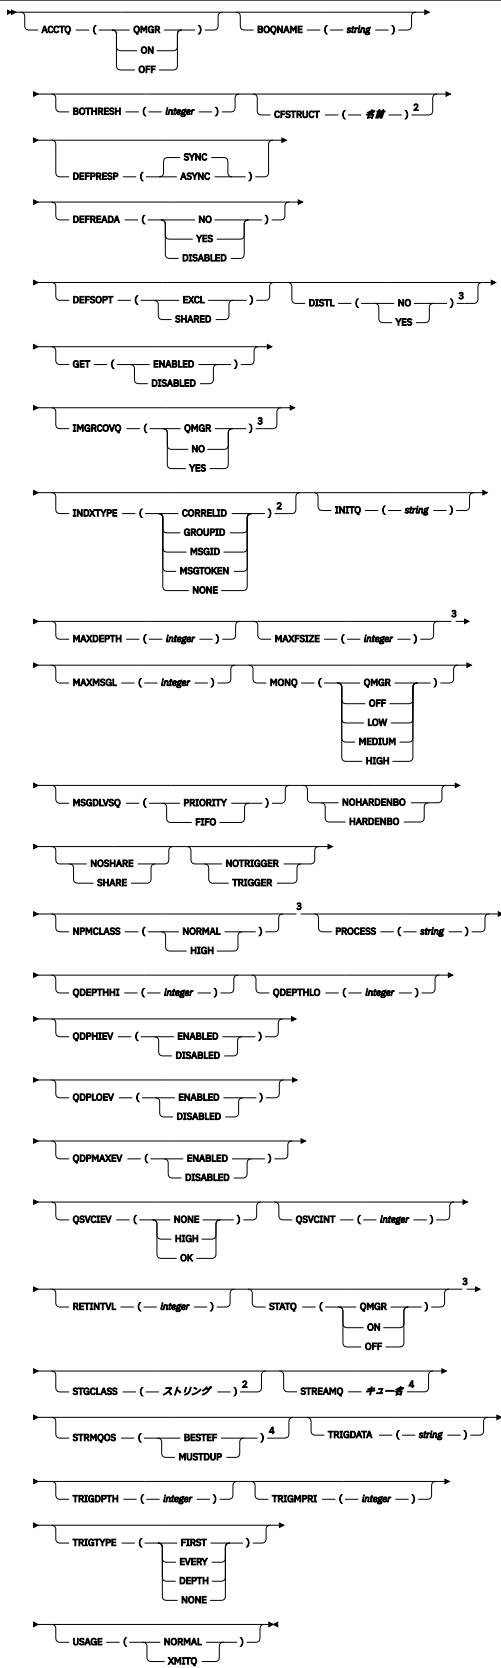 ACCTQ ( QMGR ) BOQNAME ( string )
ON
OFF
BOTHRESH ( integer ) CFSTRUCT ( 名前 ) 2
SYNC
DEFPRESP ( ASYNC )
DEFREADA ( NO )
YES
DISABLED
DEFSOPT ( EXCL ) DISTL ( NO ) 3
SHARED YES
GET ( ENABLED )
DISABLED
IMGRCOVQ ( QMGR ) 3
NO
YES
INDXTYPE ( CORRELID ) 2 INITQ ( string )
GROUPID
MSGID
MSGTOKEN
NONE
MAXDEPTH ( integer ) MAXFSIZE ( integer ) 3
MAXMSGL ( integer ) MONQ ( QMGR )
OFF
LOW
MEDIUM
HIGH
MSGDLVSQ ( PRIORITY ) NOHARDENBO
FIFO HARDENBO
NOSHARE NOTRIGGER
SHARE TRIGGER
NPMCLASS ( NORMAL ) 3 PROCESS ( string )
HIGH
QDEPTHHI ( integer ) QDEPTHLO ( integer )
QDPHIEV ( ENABLED )
DISABLED
QDPLOEV ( ENABLED )
DISABLED
QDPMAXEV ( ENABLED )
DISABLED
QSVCIEV ( NONE ) QSVCINT ( integer )
HIGH
OK
RETINTVL ( integer ) STATQ ( QMGR ) 3
ON
OFF
STGCLASS ( ストリング ) 2 STREAMQ キュー名 4
STRMQOS ( BESTEF ) 4 TRIGDATA ( string )
MUSTDUP
TRIGDPTH ( integer ) TRIGMPRI ( integer )
TRIGTYPE ( FIRST )
EVERY
DEPTH
NONE
USAGE ( NORMAL )
XMITQ